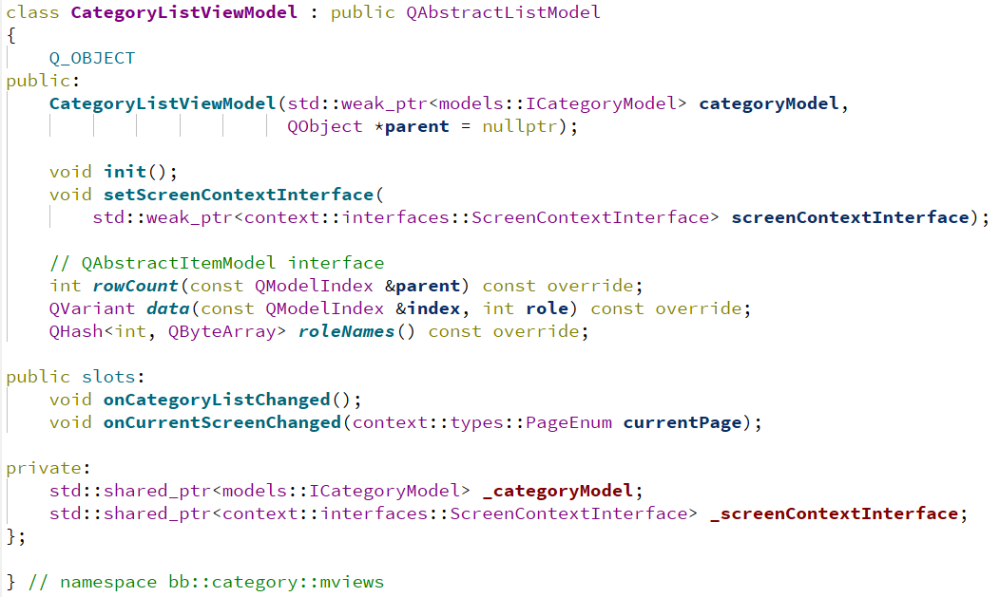 class CategoryListViewModel : public QAbstractListModel
{
    Q_OBJECT
public:
    CategoryListViewModel(std::weak_ptr<models::ICategoryModel> categoryModel,
                          QObject *parent = nullptr);

    void init();
    void setScreenContextInterface(
        std::weak_ptr<context::interfaces::ScreenContextInterface> screenContextInterface);

    // QAbstractItemModel interface
    int rowCount(const QModelIndex &parent) const override;
    QVariant data(const QModelIndex &index, int role) const override;
    QHash<int, QByteArray> roleNames() const override;

public slots:
    void onCategoryListChanged();
    void onCurrentScreenChanged(context::types::PageEnum currentPage);

private:
    std::shared_ptr<models::ICategoryModel> _categoryModel;
    std::shared_ptr<context::interfaces::ScreenContextInterface> _screenContextInterface;
};

} // namespace bb::category::mviews